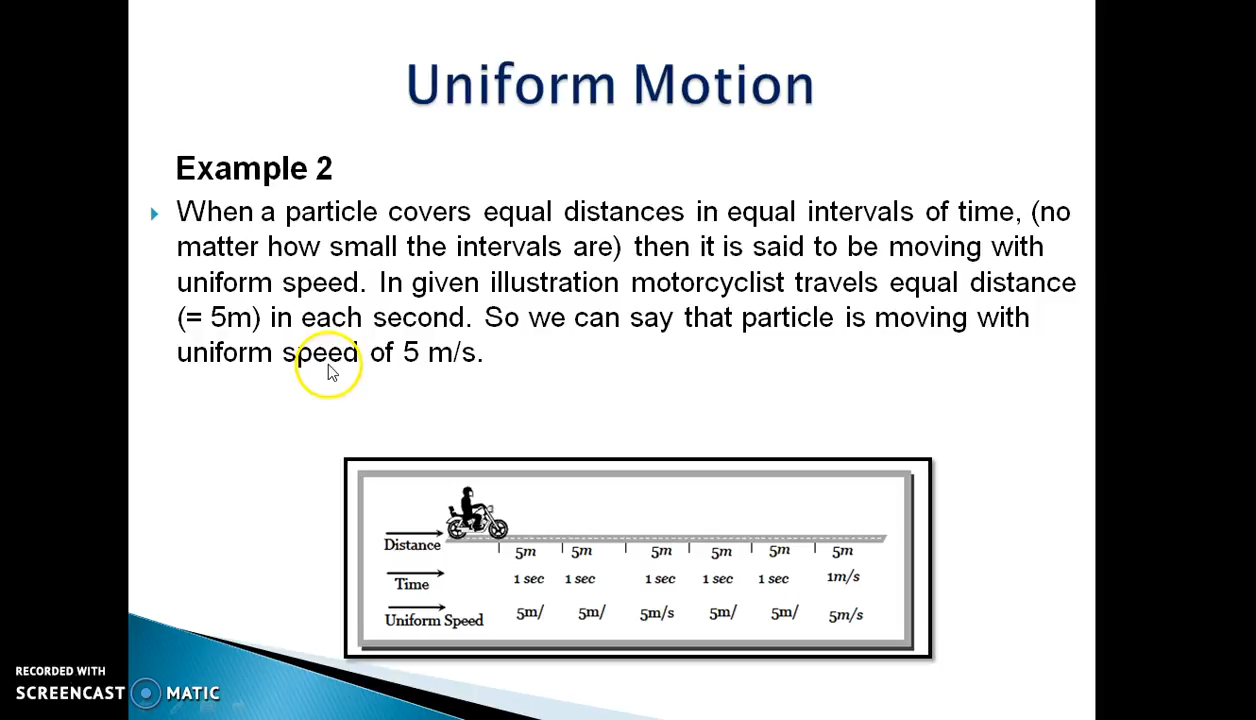 Uniform Motion
Example 2
When a particle covers equal distances in equal intervals of time, (no
matter how small the intervals are) then it is said to be moving with
uniform speed. In given illustration motorcyclist travels equal distance
(= 5m) in each second. So we can say that particle is moving with
uniform speed of 5 m/s.
Distance 5m 5m 5m 5m 5m 5m
Time 1 sec 1 sec 1 sec 1 sec 1 sec 1m/s
Uniform Speed 5m/ 5m/ 5m/s 5m/ 5m/ 5m/s
RECORDED WITH
SCREENCAST MATIC